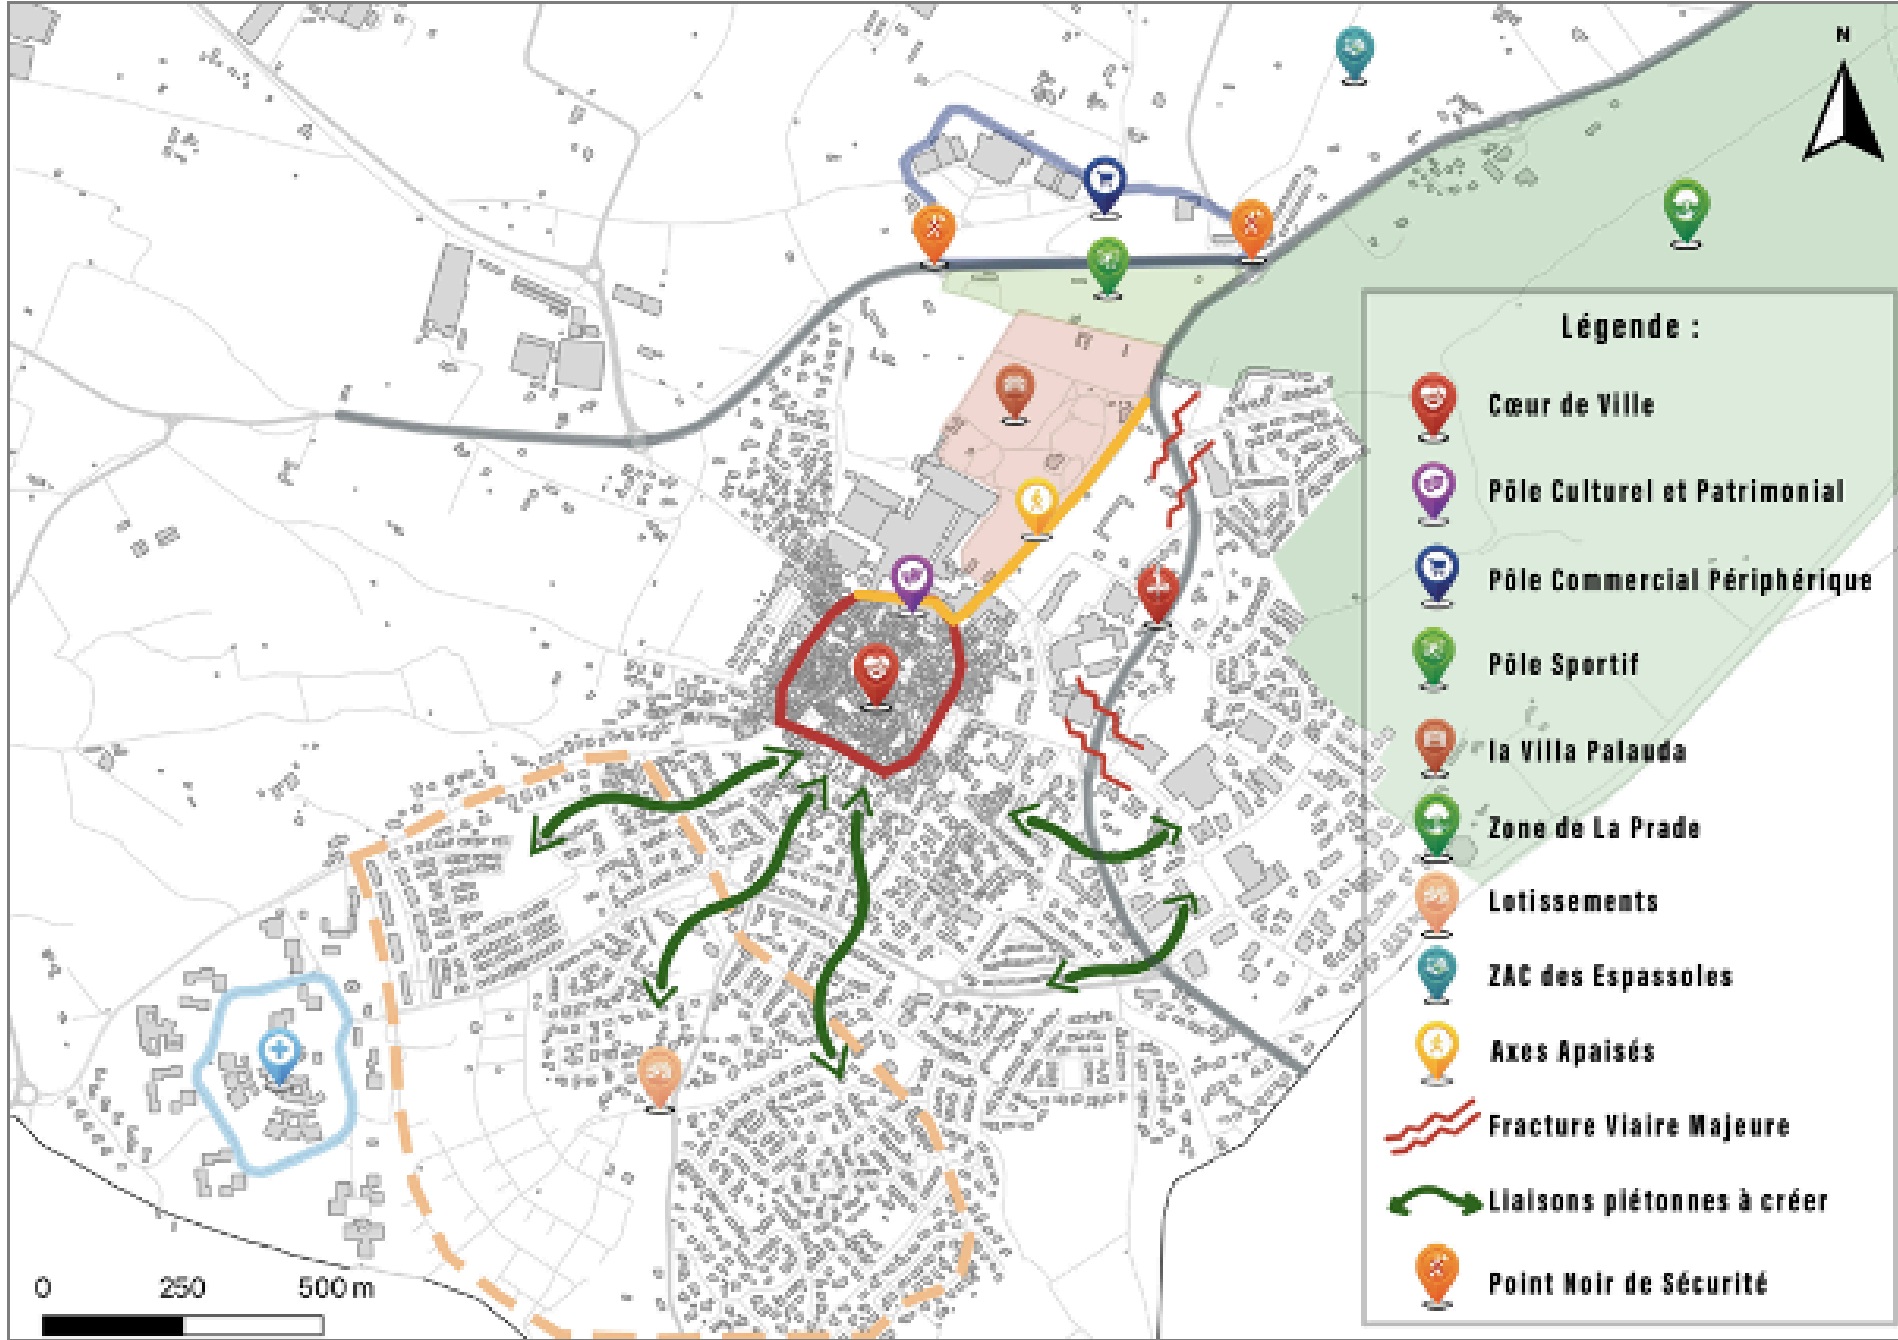 N
Légende :
Cœur de Ville
Pôle Culturel et Patrimonial
Pôle Commercial Périphérique
Pôle Sportif
la Villa Palauda
Zone de La Prade
Lotissements
ZAC des Espassoles
Axes Apaisés
Fracture Viaire Majeure
Liaisons piétonnes à créer
Point Noir de Sécurité
0 250 500 m